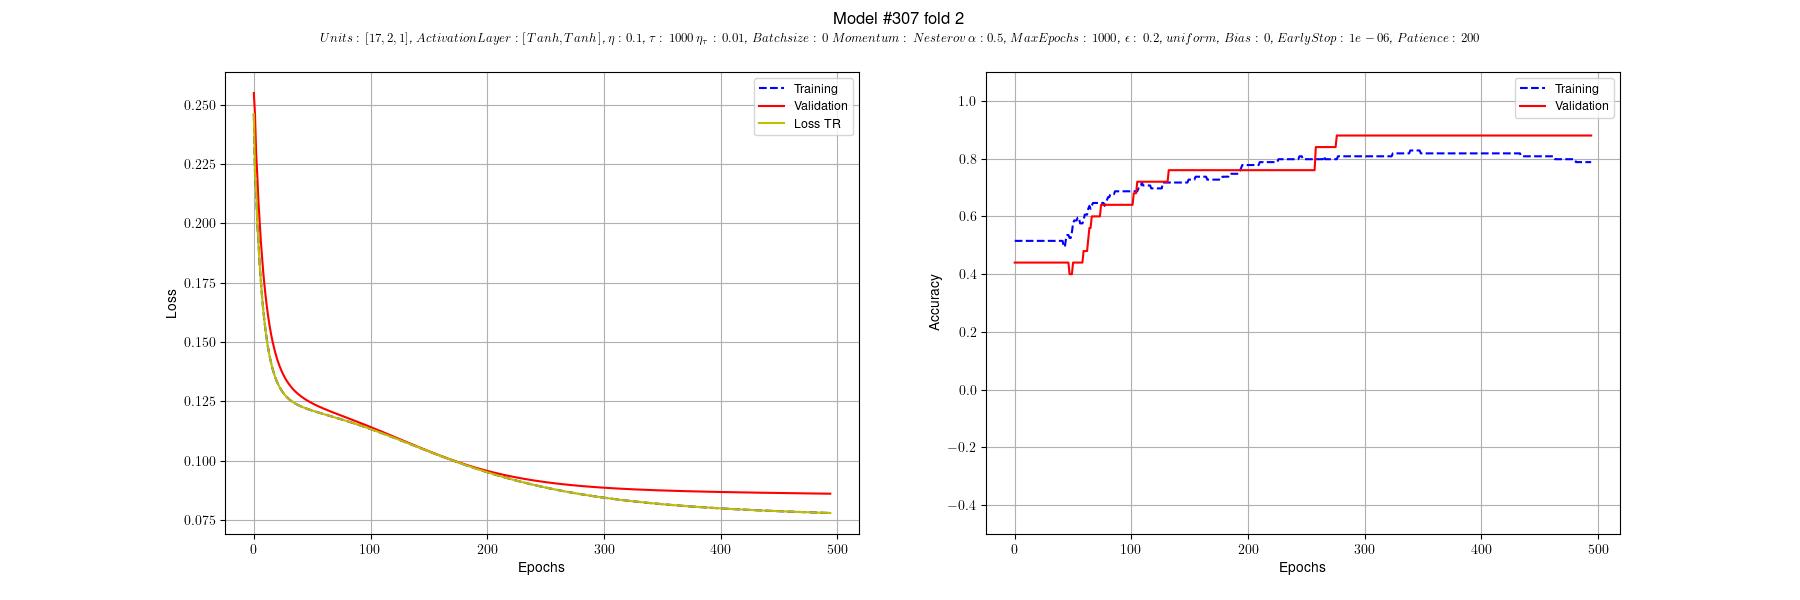 Model #307 fold 2
Units : [17, 2, 1], ActivationLayer : [Tanh, Tanh], η : 0.1, τ : 1000 ητ : 0.01, Batchsize : 0 Momentum : Nesterov α : 0.5, MaxEpochs : 1000, ϵ : 0.2, uniform, Bias : 0, EarlyStop : 1e − 06, Patience : 200
Training
Validation
Loss TR
0.250
0.225
0.200
0.175
0.150
0.125
0.100
0.075
Loss
0 100 200 300 400 500
Epochs
Training
Validation
1.0
0.8
0.6
0.4
0.2
0.0
−0.2
−0.4
Accuracy
0 100 200 300 400 500
Epochs